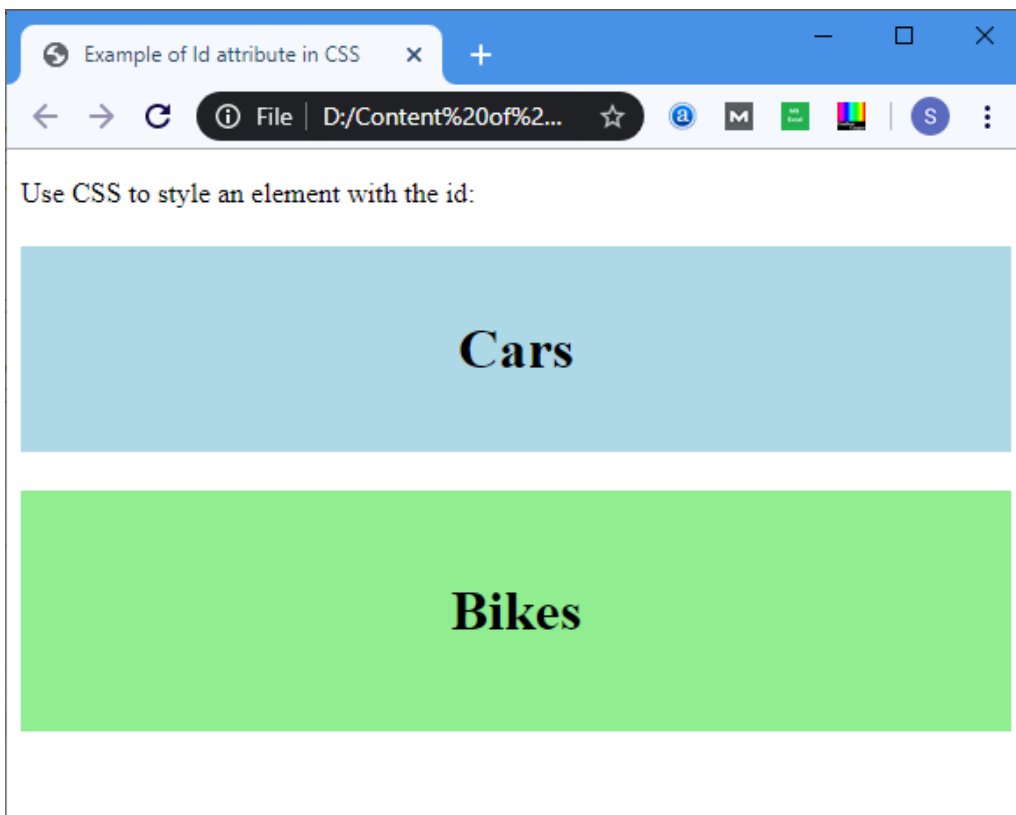 Example of Id attribute in CSS
File D:/Content%20of%2...
S
Use CSS to style an element with the id:
Cars
Bikes